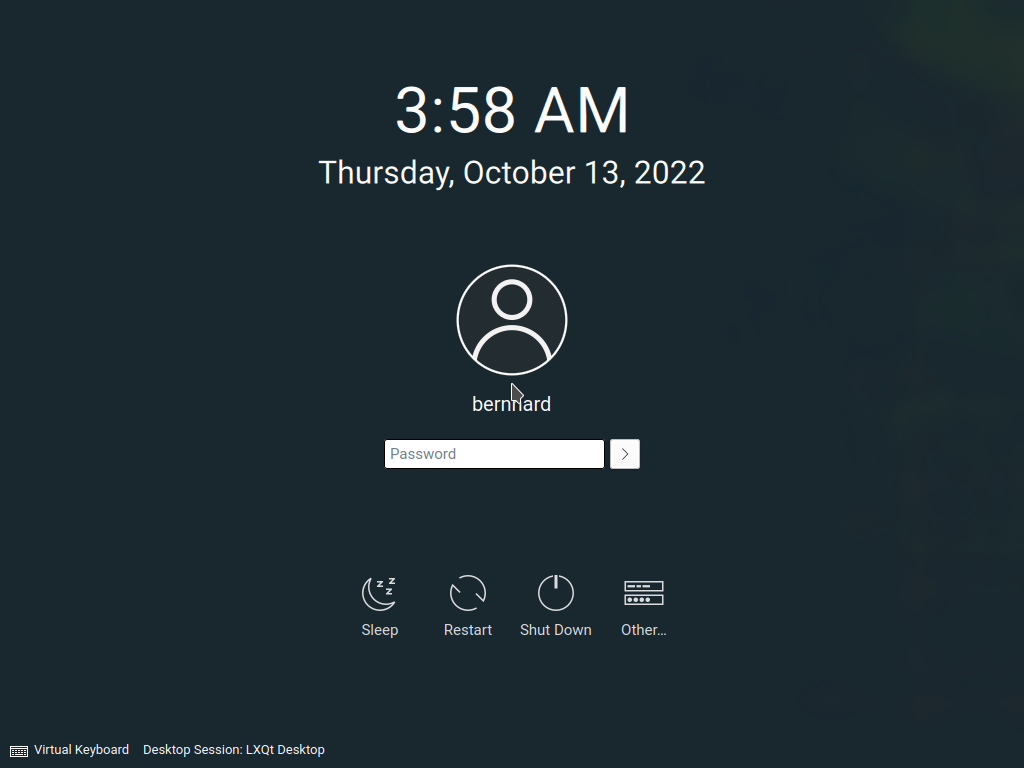 3:58 AM
Thursday, October 13, 2022
bernhard
Password
Sleep
Restart
Shut Down
Other...
Virtual Keyboard
Desktop Session: LXQt Desktop